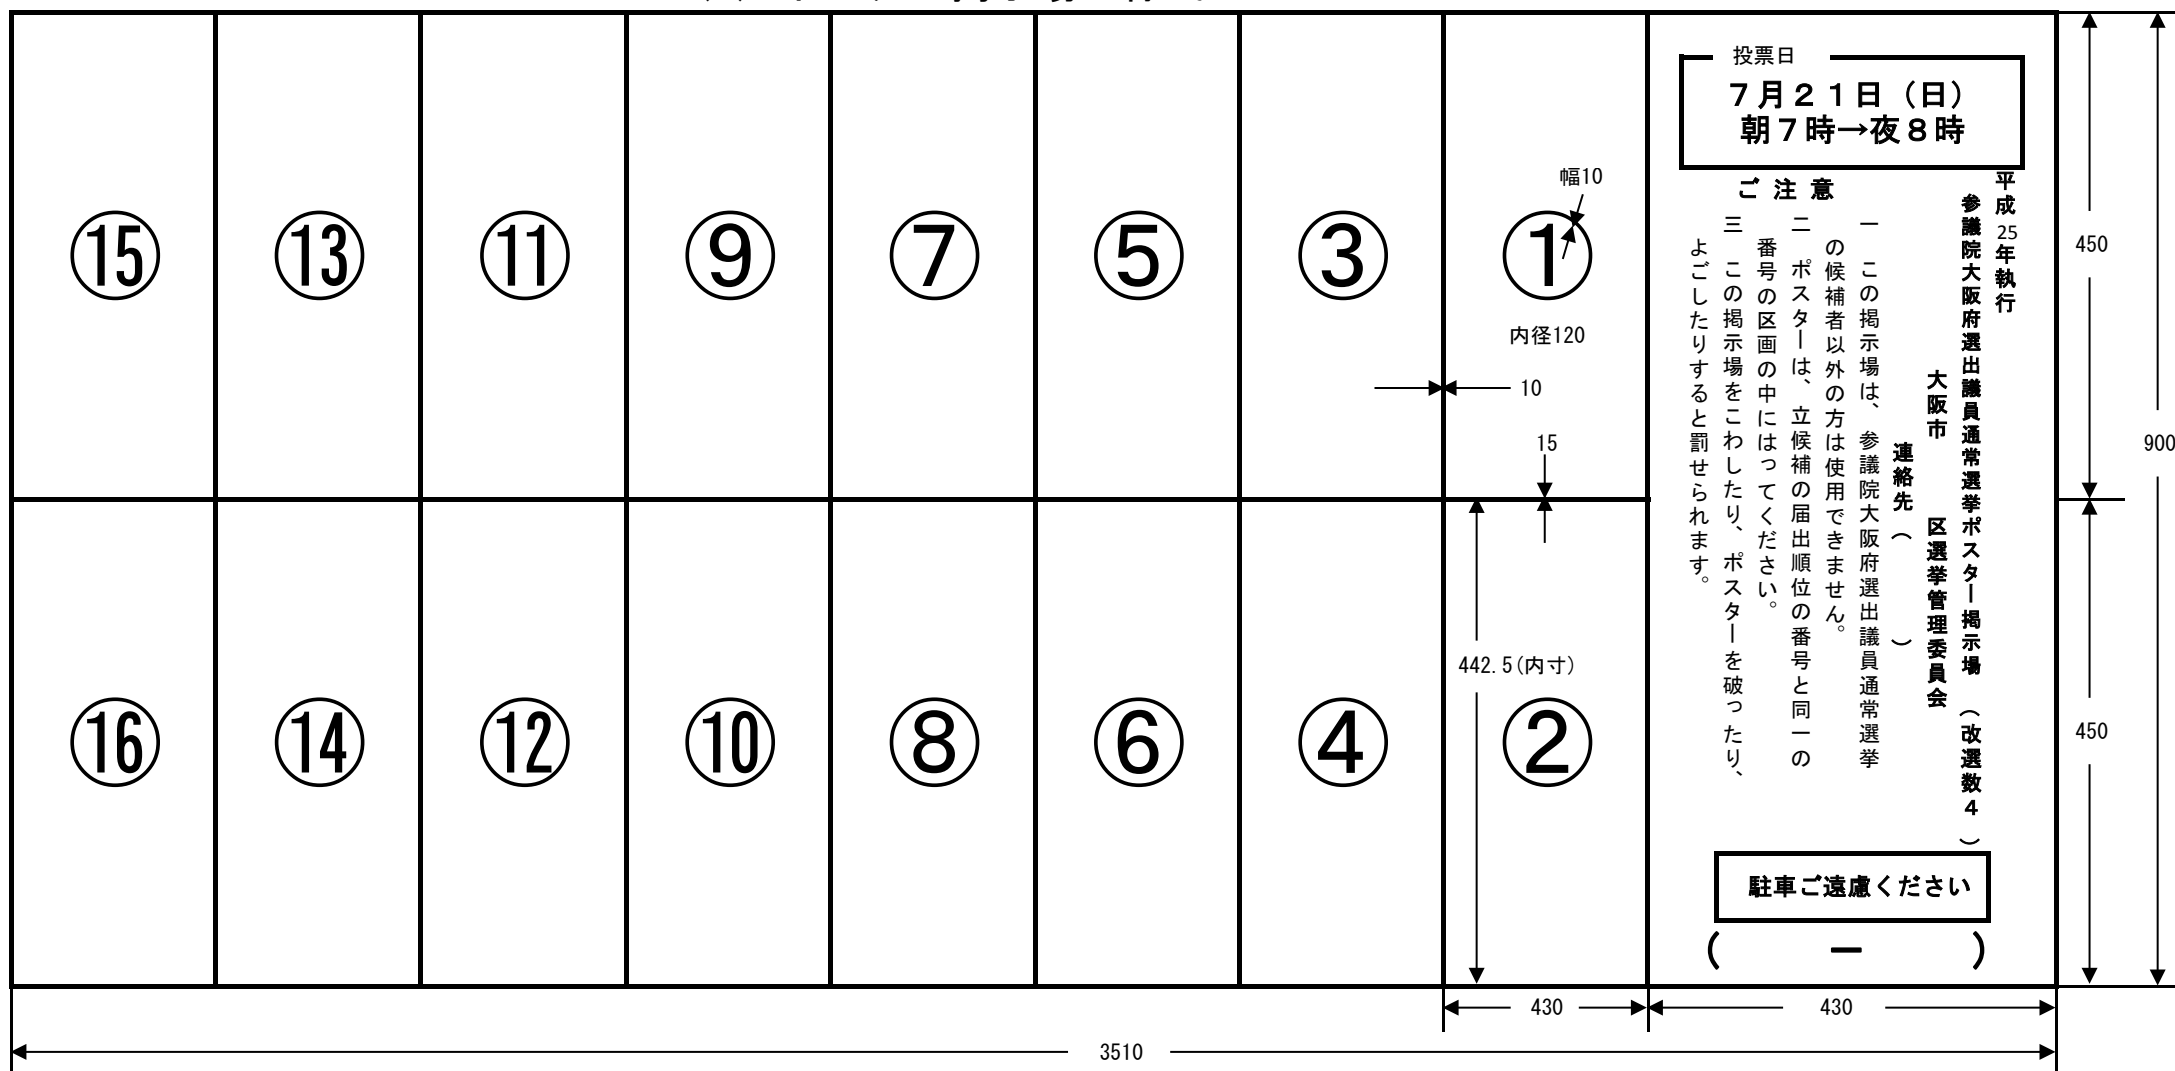 投票日
7月21日（日）
朝7時→夜8時
平成25年執行
参議院大阪府選出議員通常選挙ポスター掲示場（改選数4）
大阪市　　　区選挙管理委員会
連絡先（　　　）
ご注意
一　この掲示場は、参議院大阪府選出議員通常選挙
の候補者以外の方は使用できません。
二　ポスターは、立候補の届出順位の番号と同一の
番号の区画の中にはってください。
三　この掲示場をこわしたり、ポスターを破ったり、
よごしたりすると罰せられます。
駐車ご遠慮ください
（　　ー　　）
⑮ ⑬ ⑪ ⑨ ⑦ ⑤ ③ ①
幅10
内径120
10
15
442.5(内寸)
⑯ ⑭ ⑫ ⑩ ⑧ ⑥ ④ ②
450
450
900
430
430
3510